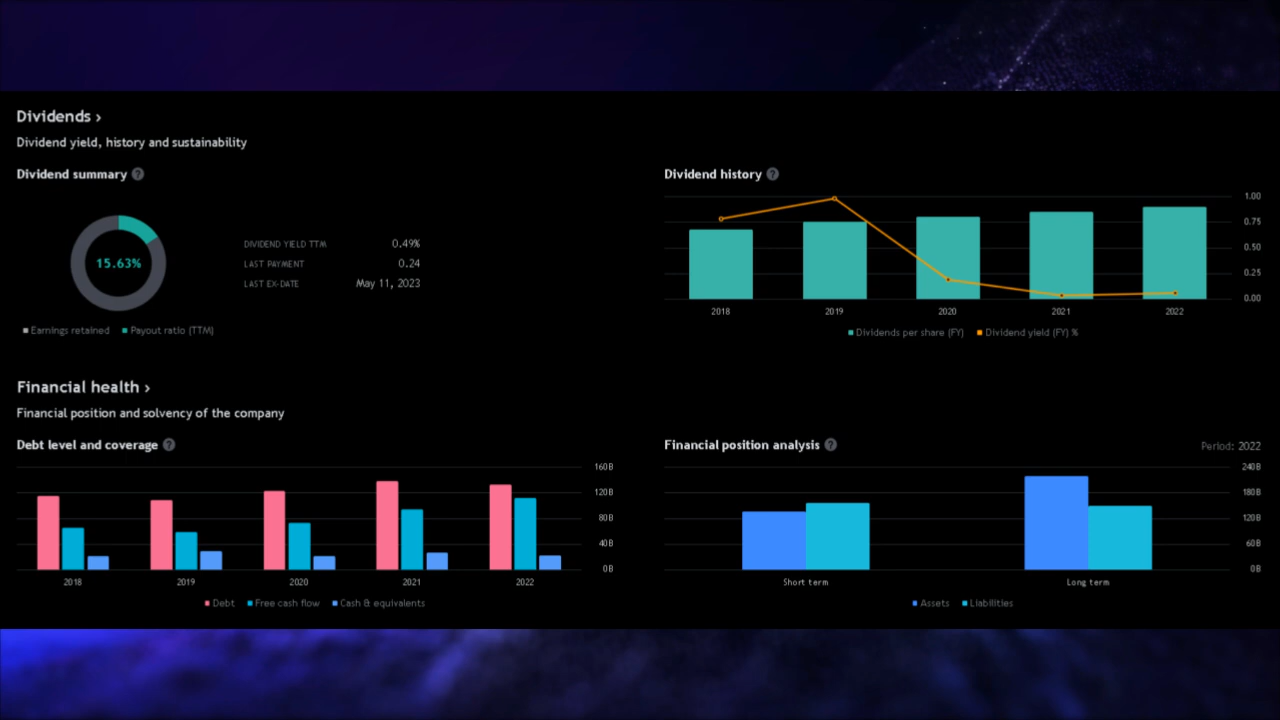 Dividends ›
Dividend yield, history and sustainability
Dividend summary ?
15.63%
DIVIDEND YIELD TTM 0.49%
LAST PAYMENT 0.24
LAST EX-DATE May 11, 2023
Earnings retained Payout ratio (TTM)
Dividend history ?
1.00
0.75
0.50
0.25
0.00
2018 2019 2020 2021 2022
Dividends per share (FY) Dividend yield (FY) %
Financial health ›
Financial position and solvency of the company
Debt level and coverage ?
160B
120B
80B
40B
0B
2018 2019 2020 2021 2022
Debt Free cash flow Cash & equivalents
Financial position analysis ?
Period: 2022
240B
180B
120B
60B
0B
Short term Long term
Assets Liabilities